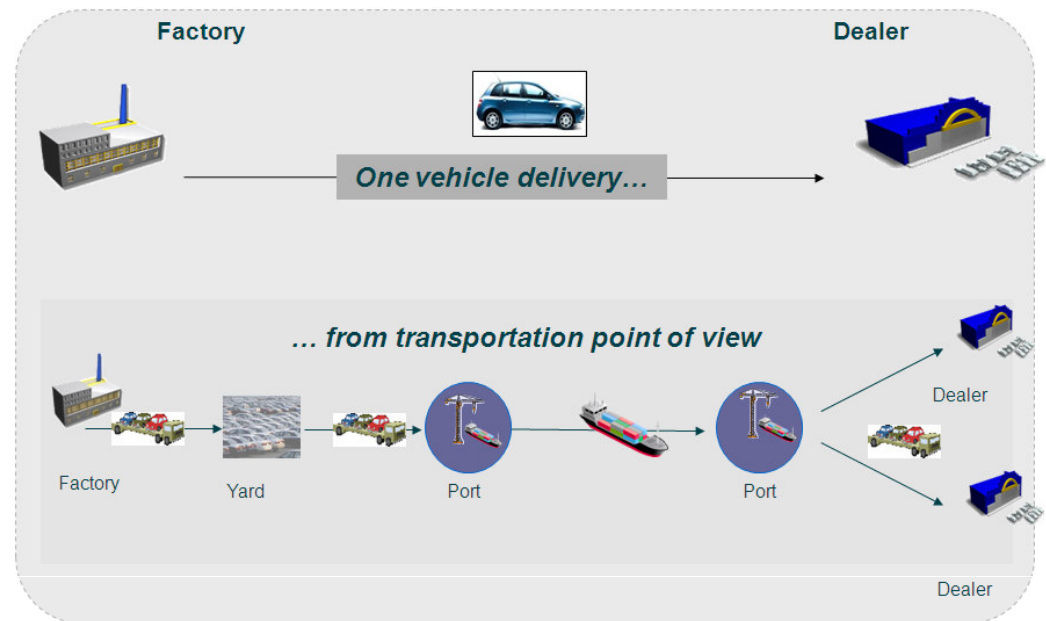 Factory
Dealer
One vehicle delivery...
... from transportation point of view
Dealer
Factory
Yard
Port
Port
Dealer